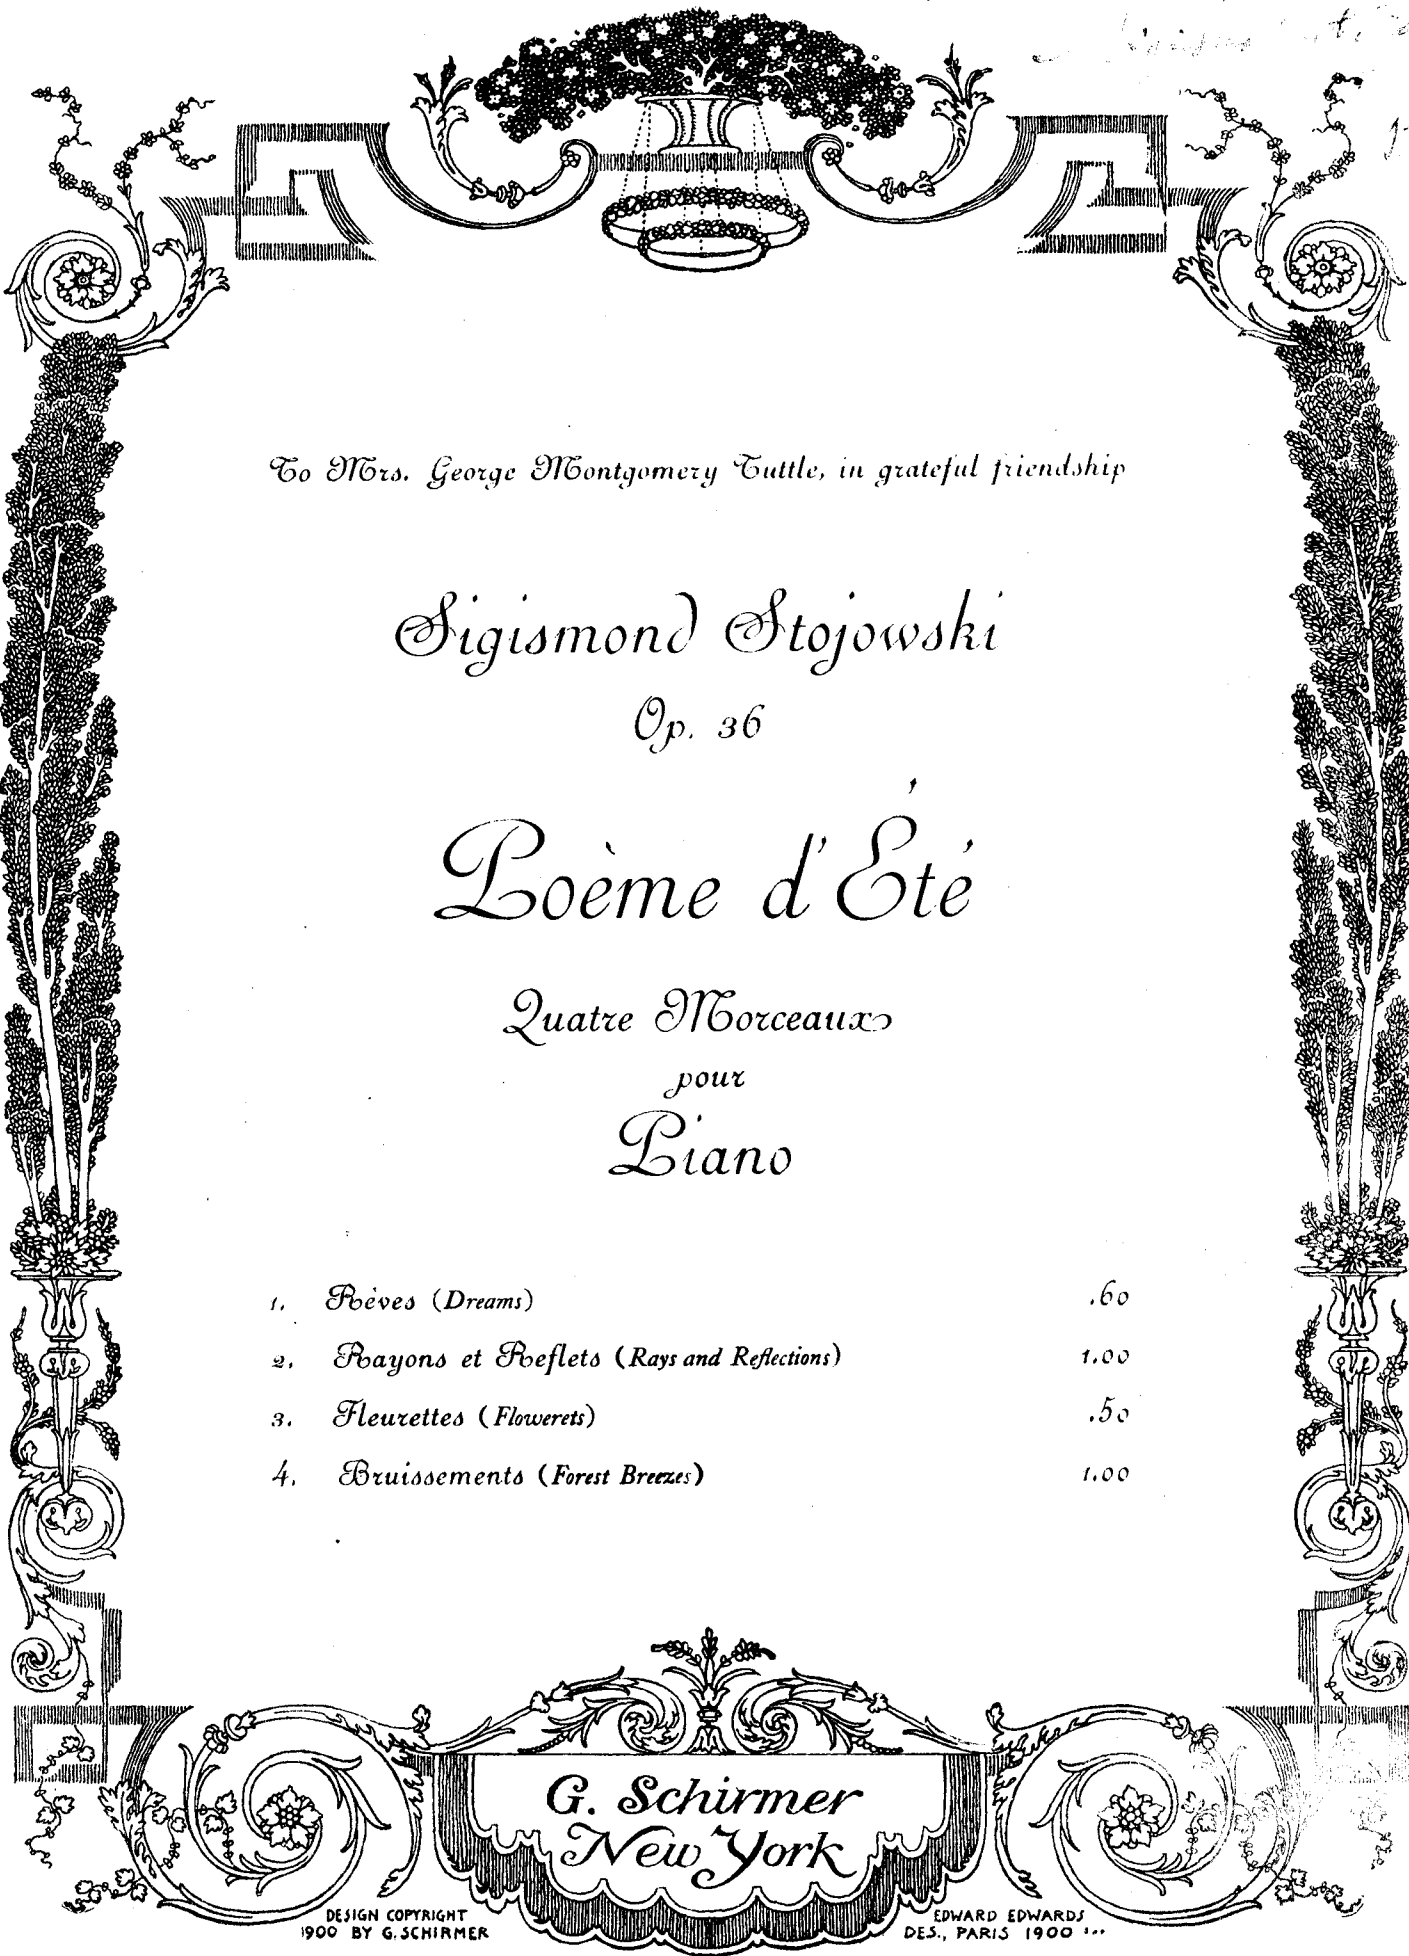 To Mrs. George Montgomery Tuttle, in grateful friendship
Sigismond Stojowski
Op. 36
Poème d'Été
Quatre Morceaux
pour
Piano
1. Rêves (Dreams) .60
2. Rayons et Reflets (Rays and Reflections) 1.00
3. Fleurettes (Flowerets) .50
4. Bruissements (Forest Breezes) 1.00
G. Schirmer
New York
DESIGN COPYRIGHT
1900 BY G. SCHIRMER
EDWARD EDWARDS
DES., PARIS 1900